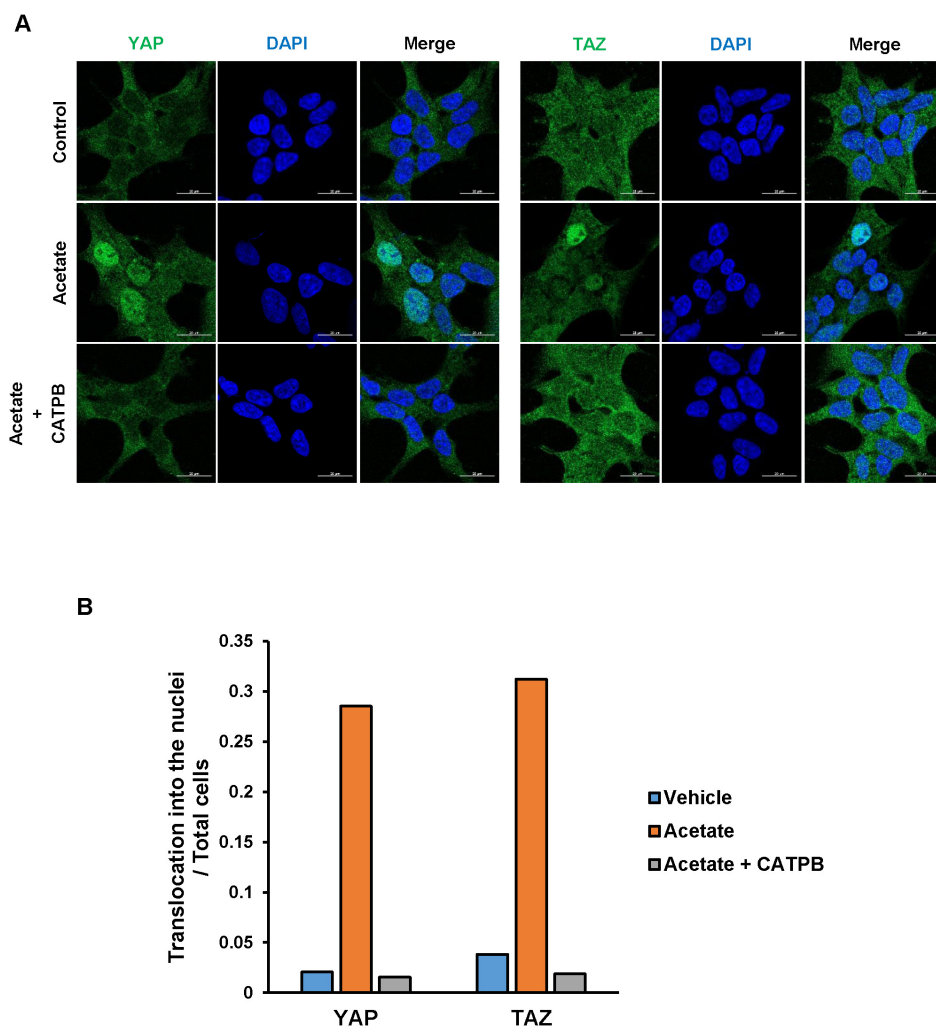 A
YAP DAPI Merge TAZ DAPI Merge
Control
Acetate
Acetate
+
CATPB
B
Translocation into the nuclei
/ Total cells
0.35
0.3
0.25
0.2
0.15
0.1
0.05
0
YAP TAZ
Vehicle
Acetate
Acetate + CATPB